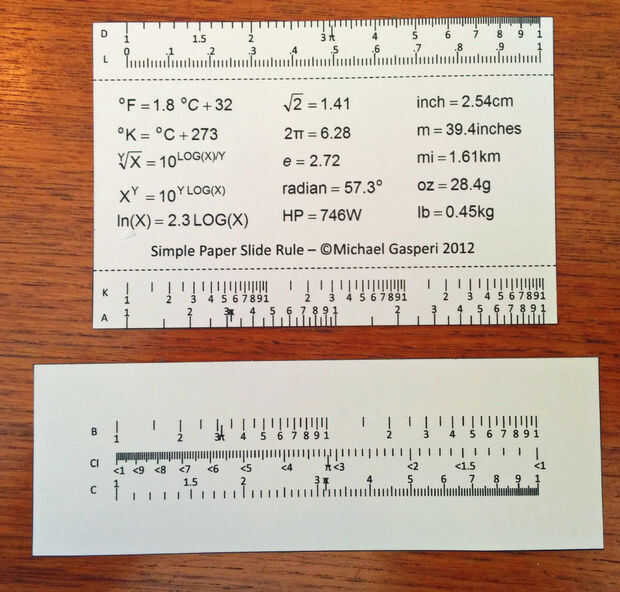 D 1 1.5 2 3 π 4 5 6 7 8 9 1
L 0 .1 .2 .3 .4 .5 .6 .7 .8 .9 1
°F = 1.8 °C + 32 √2 = 1.41 inch = 2.54cm
°K = °C + 273 2π = 6.28 m = 39.4inches
Y√X = 10^LOG(X)/Y e = 2.72 mi = 1.61km
X^Y = 10^Y LOG(X) radian = 57.3° oz = 28.4g
ln(X) = 2.3 LOG(X) HP = 746W lb = 0.45kg
Simple Paper Slide Rule – ©Michael Gasperi 2012
K 1 2 3 4 5 6 7 8 9 1 2 3 4 5 6 7 8 9 1 2 3 4 5 6 7 8 9 1
A 1 2 3 π 4 5 6 7 8 9 1 2 3 4 5 6 7 8 9 1
B 1 2 3 π 4 5 6 7 8 9 1 2 3 4 5 6 7 8 9 1
CI <1 <9 <8 <7 <6 <5 <4 π <3 <2 <1.5 <1
C 1 1.5 2 3 π 4 5 6 7 8 9 1